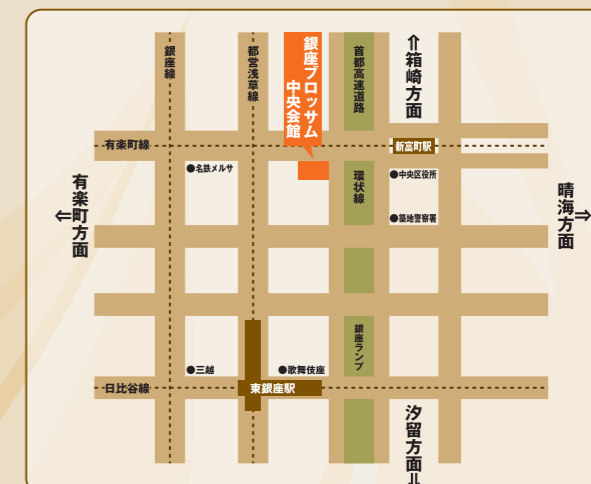 銀座線
都営浅草線
銀座ブロッサム
中央会館
首都高速道路
⇑箱崎方面
有楽町線
新富町駅
●名鉄メルサ
環状線
●中央区役所
⇐有楽町方面
晴海方面⇒
●築地警察署
銀座ランプ
●三越
●歌舞伎座
日比谷線
東銀座駅
汐留方面⇓